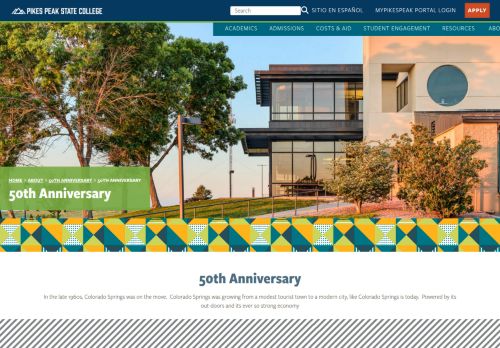 PIKES PEAK STATE COLLEGE
Search
SITIO EN ESPAÑOL
MYPIKESPEAK PORTAL LOGIN
APPLY
ACADEMICS ADMISSIONS COSTS & AID STUDENT ENGAGEMENT RESOURCES ABO
HOME > ABOUT > 50TH ANNIVERSARY > 50TH ANNIVERSARY
50th Anniversary
50th Anniversary
In the late 1960s, Colorado Springs was on the move. Colorado Springs was growing from a modest tourist town to a modern city, like Colorado Springs is today. Powered by its
out-doors and its ever so strong economy